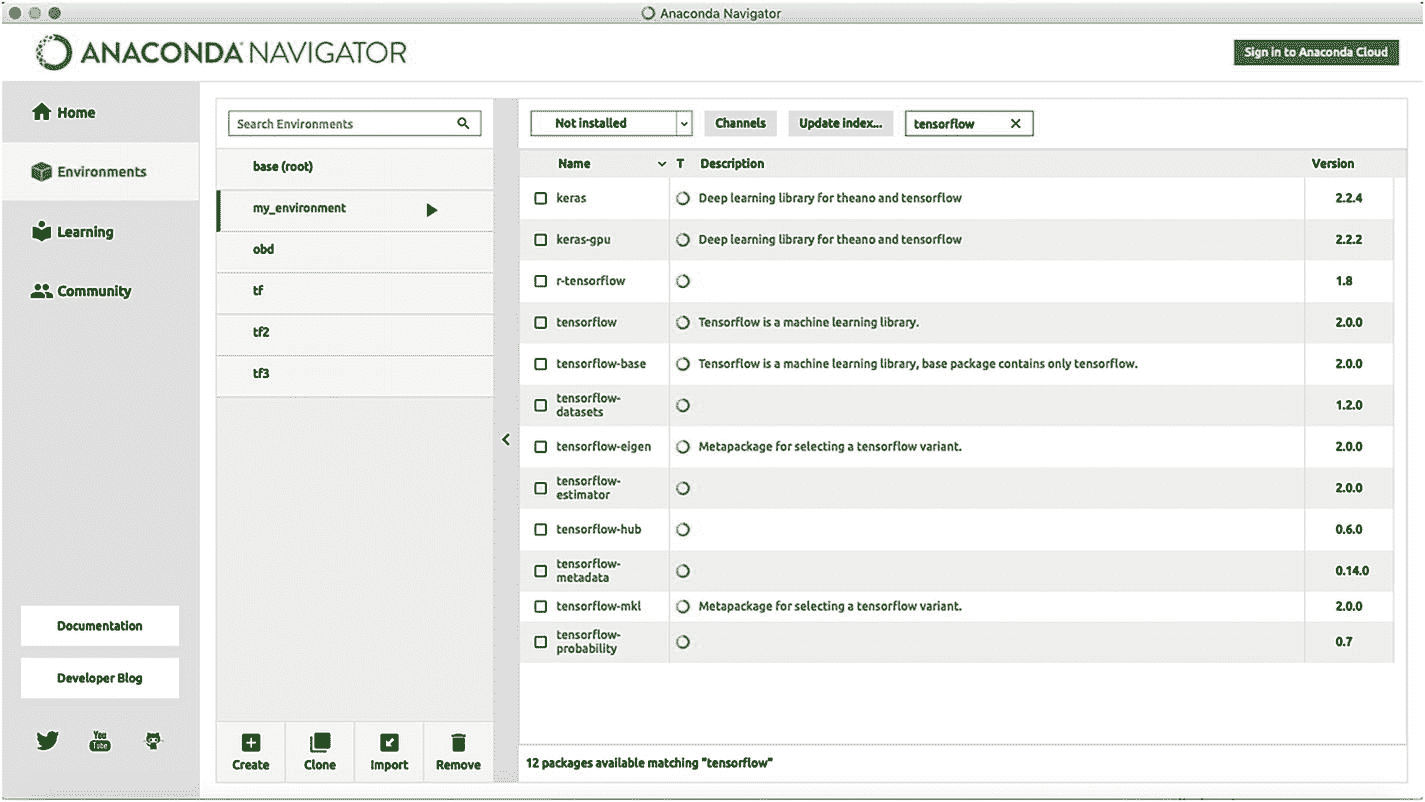 Anaconda Navigator
ANACONDA NAVIGATOR
Sign in to Anaconda Cloud
Home
Environments
Learning
Community
Documentation
Developer Blog
You
Tube
Search Environments
base (root)
my_environment
obd
tf
tf2
tf3
Create
Clone
Import
Remove
Not installed
Channels
Update index...
tensorflow
Name T Description Version
keras Deep learning library for theano and tensorflow 2.2.4
keras-gpu Deep learning library for theano and tensorflow 2.2.2
r-tensorflow 1.8
tensorflow Tensorflow is a machine learning library. 2.0.0
tensorflow-base Tensorflow is a machine learning library, base package contains only tensorflow. 2.0.0
tensorflow-
datasets 1.2.0
tensorflow-eigen Metapackage for selecting a tensorflow variant. 2.0.0
tensorflow-
estimator 2.0.0
tensorflow-hub 0.6.0
tensorflow-
metadata 0.14.0
tensorflow-mkl Metapackage for selecting a tensorflow variant. 2.0.0
tensorflow-
probability 0.7
12 packages available matching "tensorflow"